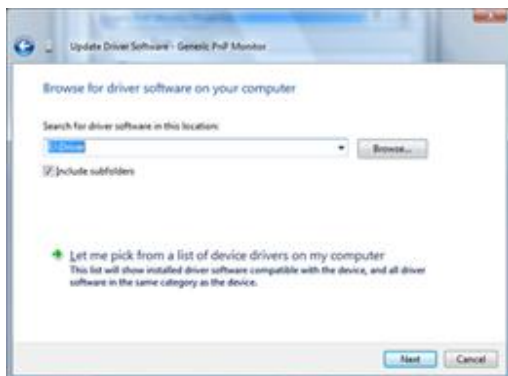 Update Driver Software - Generic PnP Monitor
Browse for driver software on your computer
Search for driver software in this location:
Browse...
Include subfolders
Let me pick from a list of device drivers on my computer
This list will show installed driver software compatible with the device, and all driver
software in the same category as the device.
Next Cancel